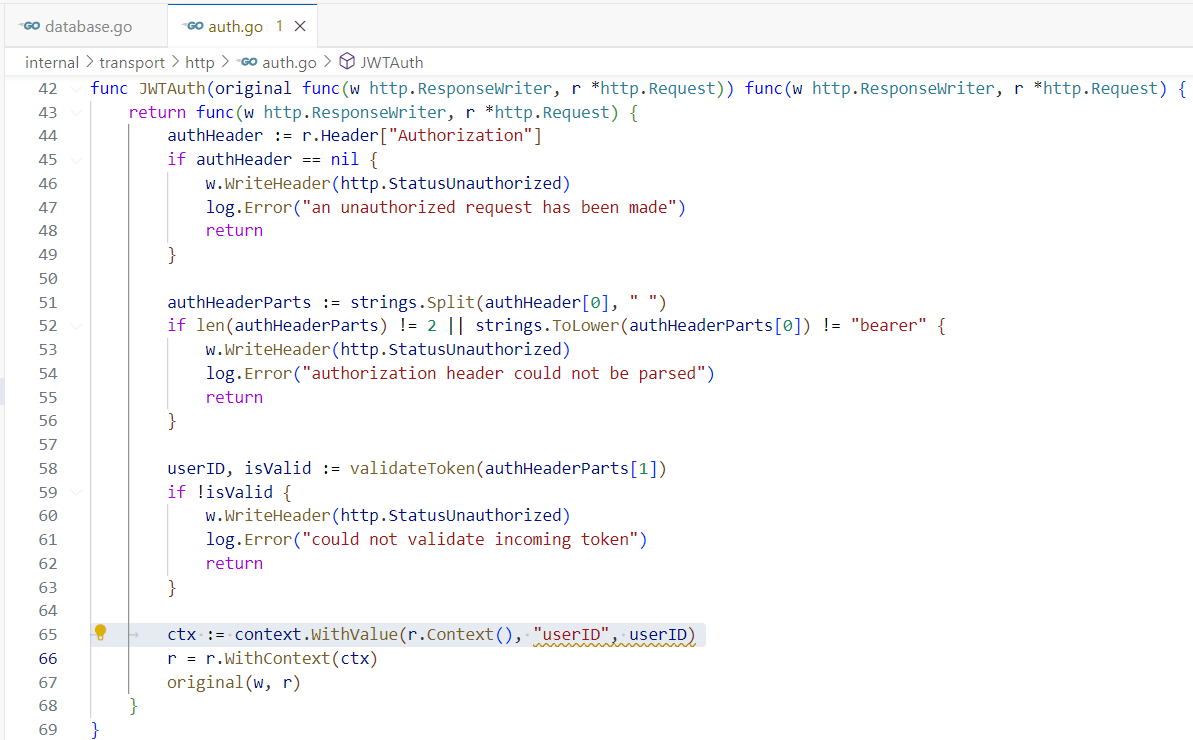 GO database.go
GO auth.go 1 ×
internal > transport > http > GO auth.go > JWTAuth
42 func JWTAuth(original func(w http.ResponseWriter, r *http.Request)) func(w http.ResponseWriter, r *http.Request) {
43 return func(w http.ResponseWriter, r *http.Request) {
44 authHeader := r.Header["Authorization"]
45 if authHeader == nil {
46 w.WriteHeader(http.StatusUnauthorized)
47 log.Error("an unauthorized request has been made")
48 return
49 }
50
51 authHeaderParts := strings.Split(authHeader[0], " ")
52 if len(authHeaderParts) != 2 || strings.ToLower(authHeaderParts[0]) != "bearer" {
53 w.WriteHeader(http.StatusUnauthorized)
54 log.Error("authorization header could not be parsed")
55 return
56 }
57
58 userID, isValid := validateToken(authHeaderParts[1])
59 if !isValid {
60 w.WriteHeader(http.StatusUnauthorized)
61 log.Error("could not validate incoming token")
62 return
63 }
64
65 ctx := context.WithValue(r.Context(), "userID", userID)
66 r = r.WithContext(ctx)
67 original(w, r)
68 }
69 }